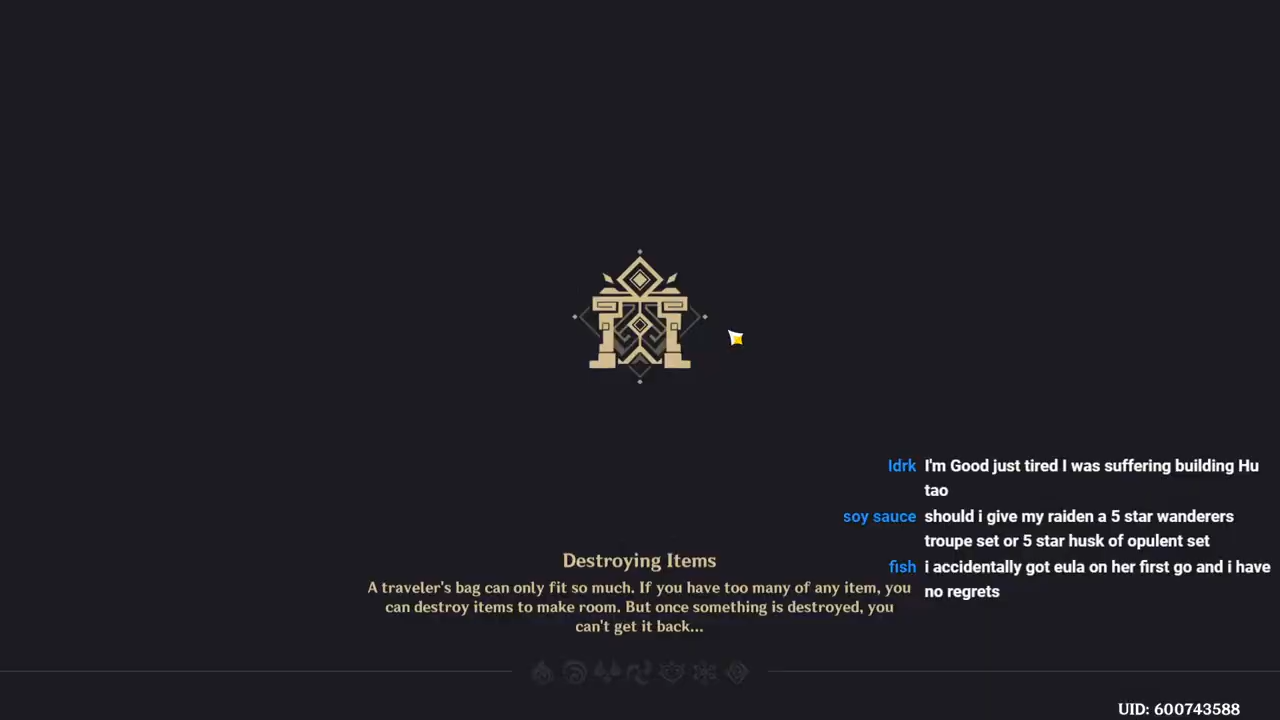 Idrk I'm Good just tired I was suffering building Hu
tao
soy sauce should i give my raiden a 5 star wanderers
troupe set or 5 star husk of opulent set
fish i accidentally got eula on her first go and i have
no regrets
Destroying Items
A traveler's bag can only fit so much. If you have too many of any item, you
can destroy items to make room. But once something is destroyed, you
can't get it back...
UID: 600743588